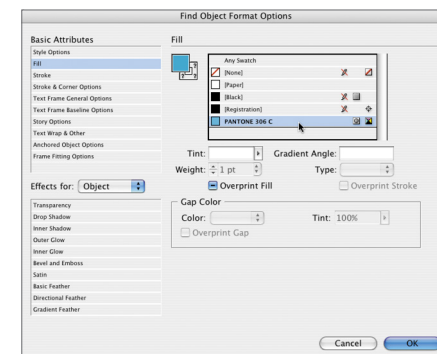 Find Object Format Options
Basic Attributes
Style Options
Fill
Stroke
Stroke & Corner Options
Text Frame General Options
Text Frame Baseline Options
Story Options
Text Wrap & Other
Anchored Object Options
Frame Fitting Options
Effects for: Object
Transparency
Drop Shadow
Inner Shadow
Outer Glow
Inner Glow
Bevel and Emboss
Satin
Basic Feather
Directional Feather
Gradient Feather
Fill
Any Swatch
[None]
[Paper]
[Black]
[Registration]
PANTONE 306 C
Tint: Gradient Angle:
Weight: 1 pt Type:
Overprint Fill Overprint Stroke
Gap Color
Color: Tint: 100%
Overprint Gap
Cancel OK